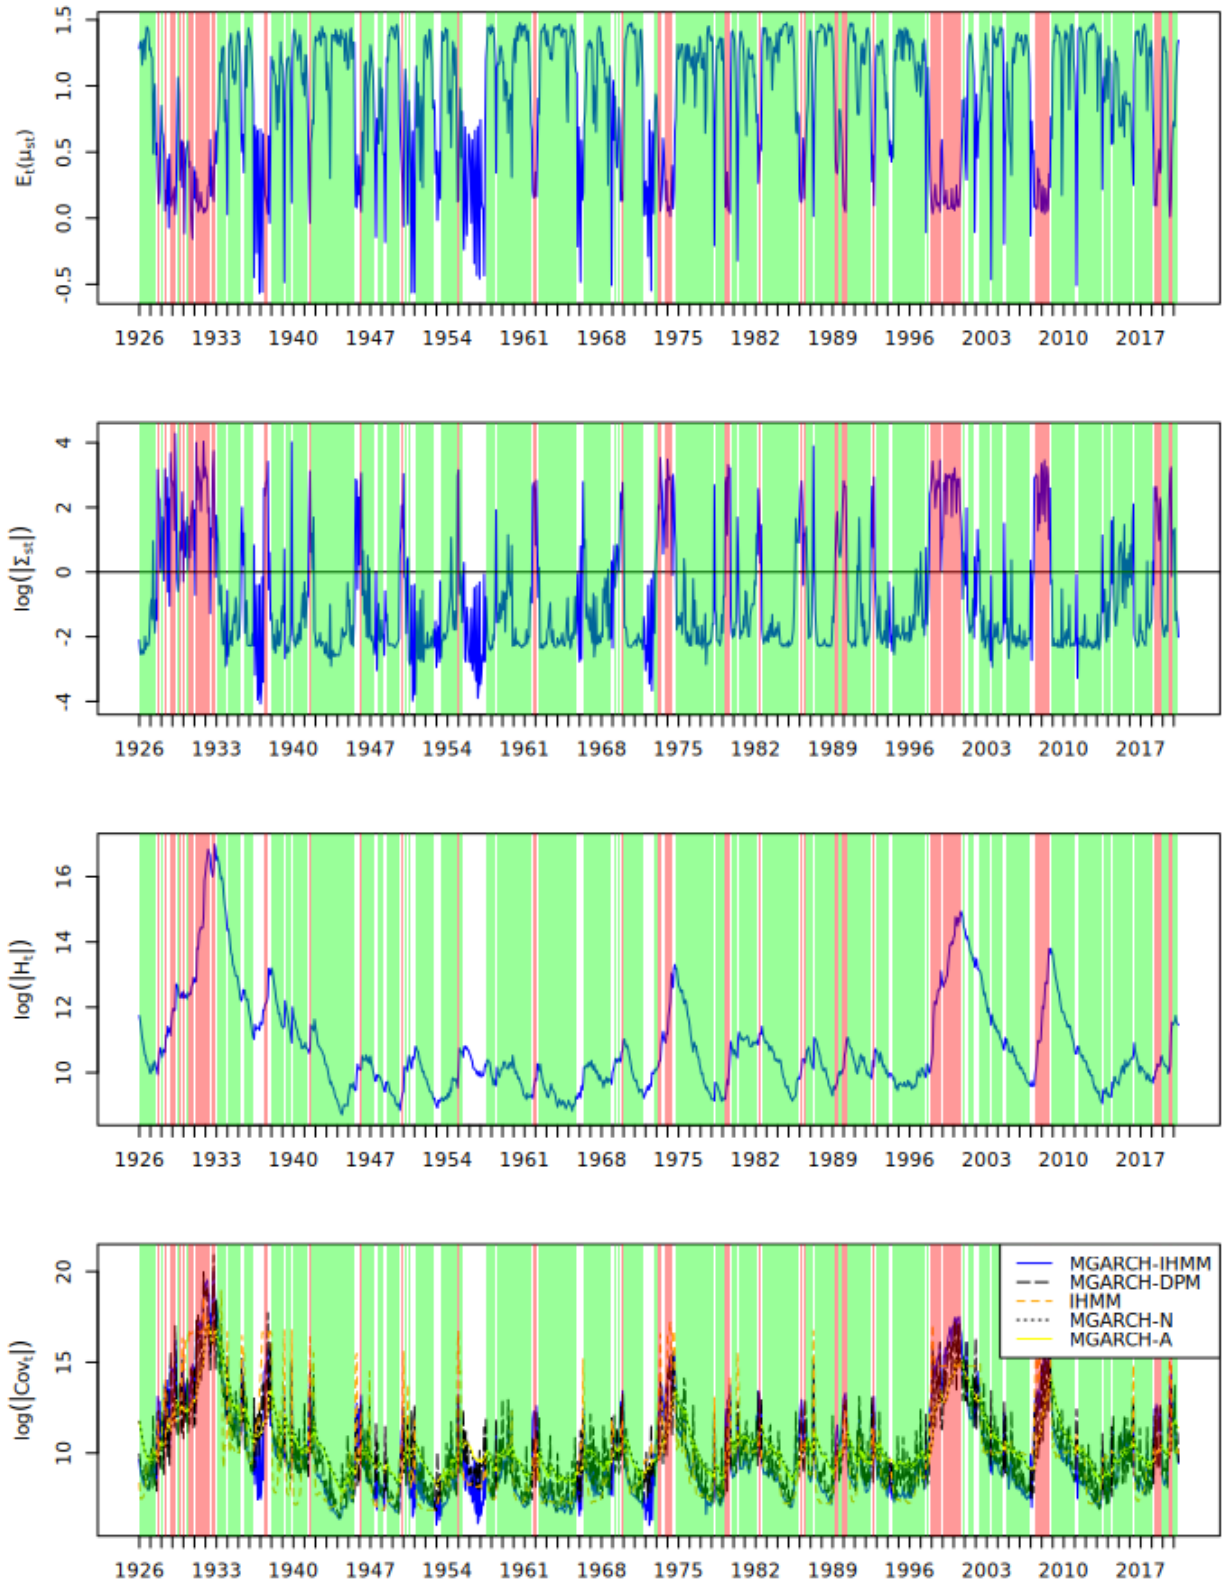 E_t(μ_st)
1.5
1.0
0.5
0.0
-0.5
1926 1933 1940 1947 1954 1961 1968 1975 1982 1989 1996 2003 2010 2017
log(|Σ_st|)
4
2
0
-2
-4
1926 1933 1940 1947 1954 1961 1968 1975 1982 1989 1996 2003 2010 2017
log(|H_t|)
16
14
12
10
1926 1933 1940 1947 1954 1961 1968 1975 1982 1989 1996 2003 2010 2017
log(|Cov_t|)
20
15
10
MGARCH-IHMM
MGARCH-DPM
IHMM
MGARCH-N
MGARCH-A
1926 1933 1940 1947 1954 1961 1968 1975 1982 1989 1996 2003 2010 2017